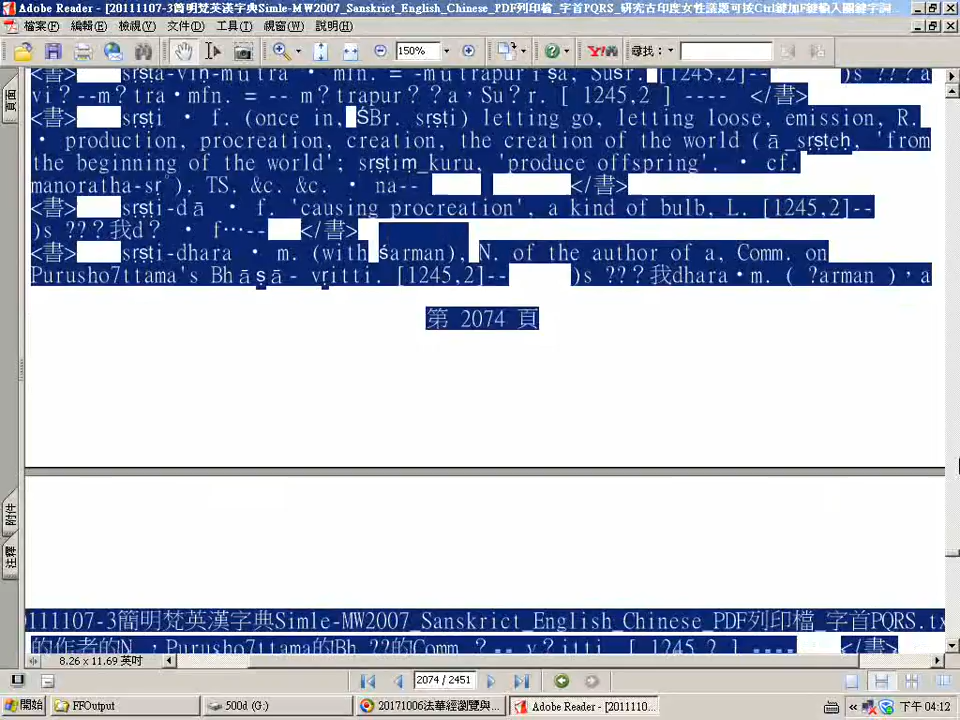 Adobe Reader - [20111107-3簡明梵英漢字典Simle-MW2007_Sanskrict_English_Chinese_PDF列印檔_字首PQRS_研究古印度女性議題可按Ctrl鍵加F鍵輸入關鍵字詞...
檔案(F) 編輯(E) 檢視(V) 文件(D) 工具(T) 視窗(W) 說明(H)
150% Y! 尋找：
頁面
<書> sṛṣṭa-viṇ-mūtra • mfn. = -mūtrapurīṣa, Suśr. [1245,2]-- )s ???a
vi？--m？tra•mfn. = -- m？trapur？？a, Su？r. [ 1245,2 ] ---- </書>
<書> sṛṣṭi • f. (once in, ŚBr. sṛṣṭi) letting go, letting loose, emission, R.
• production, procreation, creation, the creation of the world (ā_sṛṣṭeḥ, 'from
the beginning of the world'; sṛṣṭiṃ_kuru, 'produce offspring'. • cf.
manoratha-sṛ ), TS. &c. &c. • na-- </書>
<書> sṛṣṭi-dā • f. 'causing procreation', a kind of bulb, L. [1245,2]--
)s ??？我d？ • f…-- </書>
<書> sṛṣṭi-dhara • m. (with śarman), N. of the author of a, Comm. on
Purusho7ttama's Bhāṣā- vṛitti. [1245,2]-- )s ??？我dhara•m. ( ?arman )，a
第 2074 頁
附件
注釋
0111107-3簡明梵英漢字典Simle-MW2007_Sanskrict_English_Chinese_PDF列印檔_字首PQRS.tx
的作者的N.，Purusho7ttama的Bh ??的Comm ？-- v？itti. [ 1245,2 ] ---- </書>
8.26 x 11.69 英吋
2074 / 2451
開始 FFOutput 500d (G:) 20171006法華經瀏覽與... Adobe Reader - [2011110... 下午 04:12